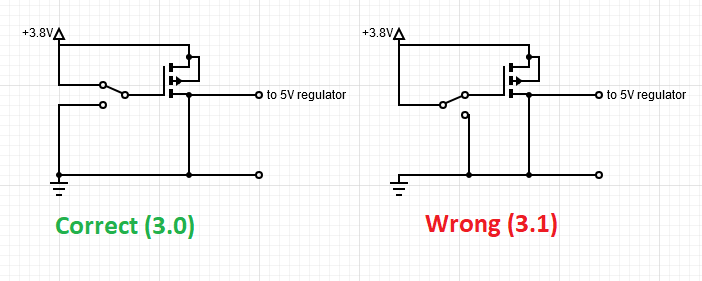 +3.8V
to 5V regulator
Correct (3.0)
+3.8V
to 5V regulator
Wrong (3.1)